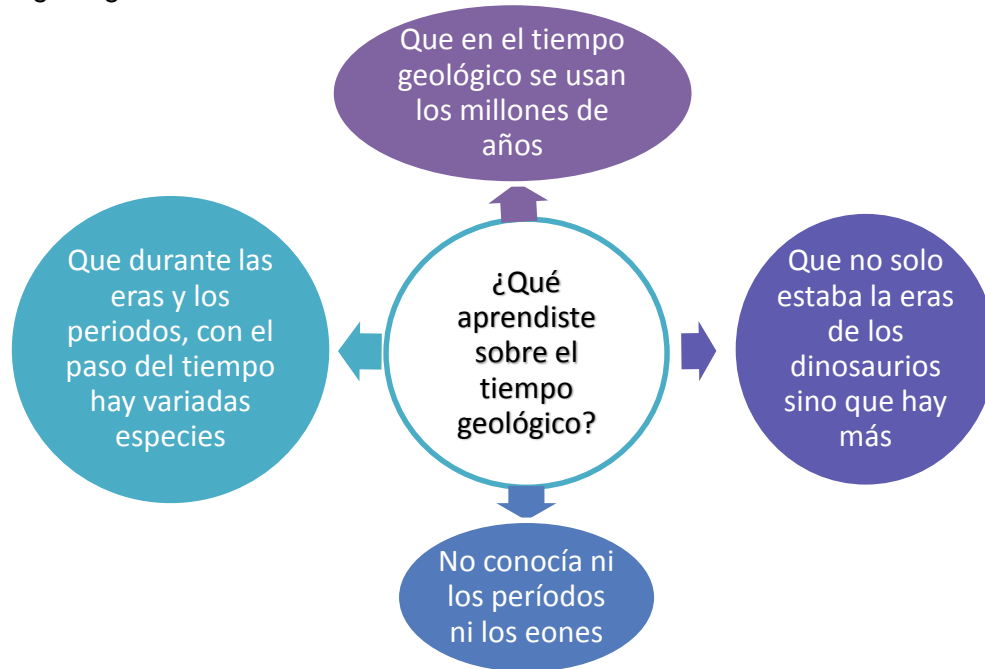 Que en el tiempo
geológico se usan
los millones de
años
Que durante las
eras y los
periodos, con el
paso del tiempo
hay variadas
especies
¿Qué
aprendiste
sobre el
tiempo
geológico?
Que no solo
estaba la eras
de los
dinosaurios
sino que hay
más
No conocía ni
los períodos
ni los eones